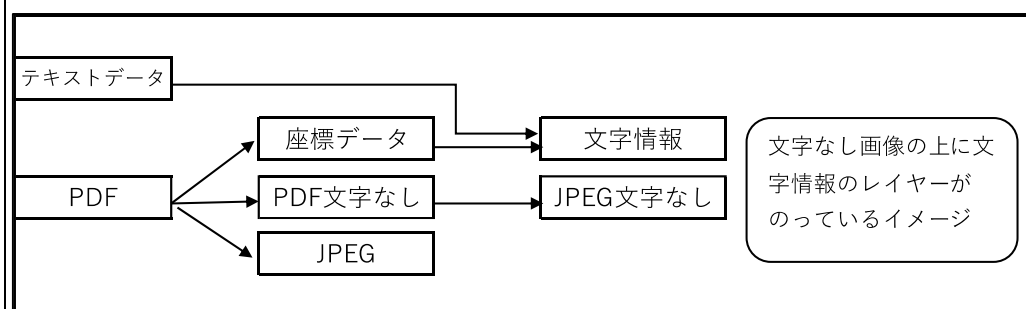 テキストデータ
座標データ
文字情報
PDF
PDF文字なし
JPEG文字なし
JPEG
文字なし画像の上に文
字情報のレイヤーが
のっているイメージ